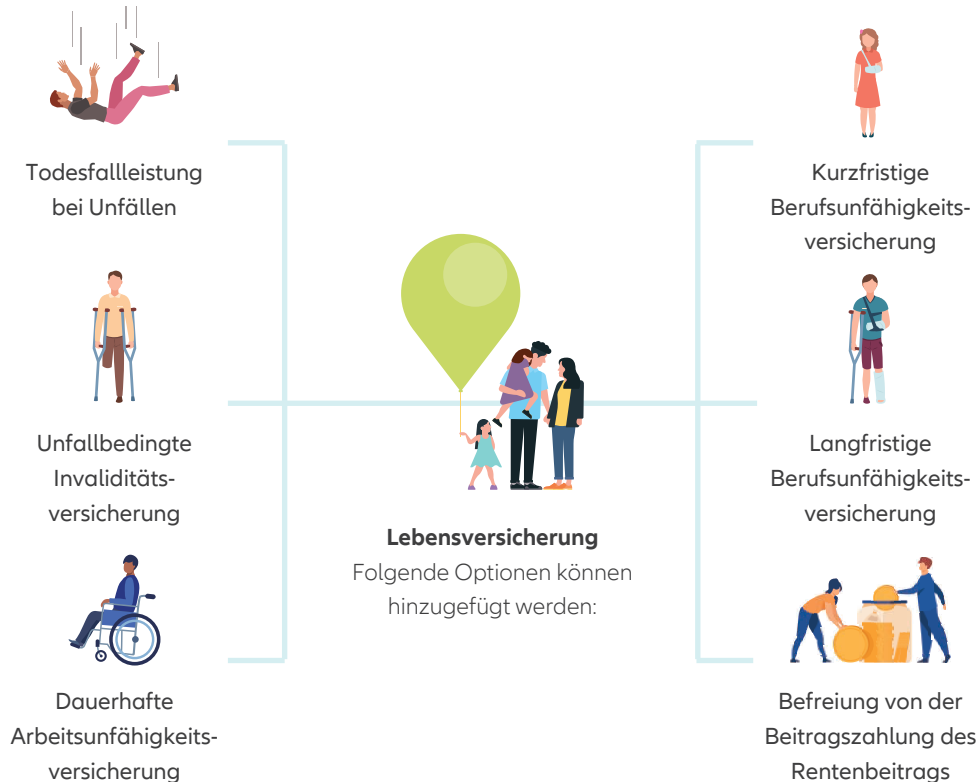 Todesfallleistung
bei Unfällen
Unfallbedingte
Invaliditäts-
versicherung
Dauerhafte
Arbeitsunfähigkeits-
versicherung
Lebensversicherung
Folgende Optionen können
hinzugefügt werden:
Kurzfristige
Berufsunfähigkeits-
versicherung
Langfristige
Berufsunfähigkeits-
versicherung
Befreiung von der
Beitragszahlung des
Rentenbeitrags